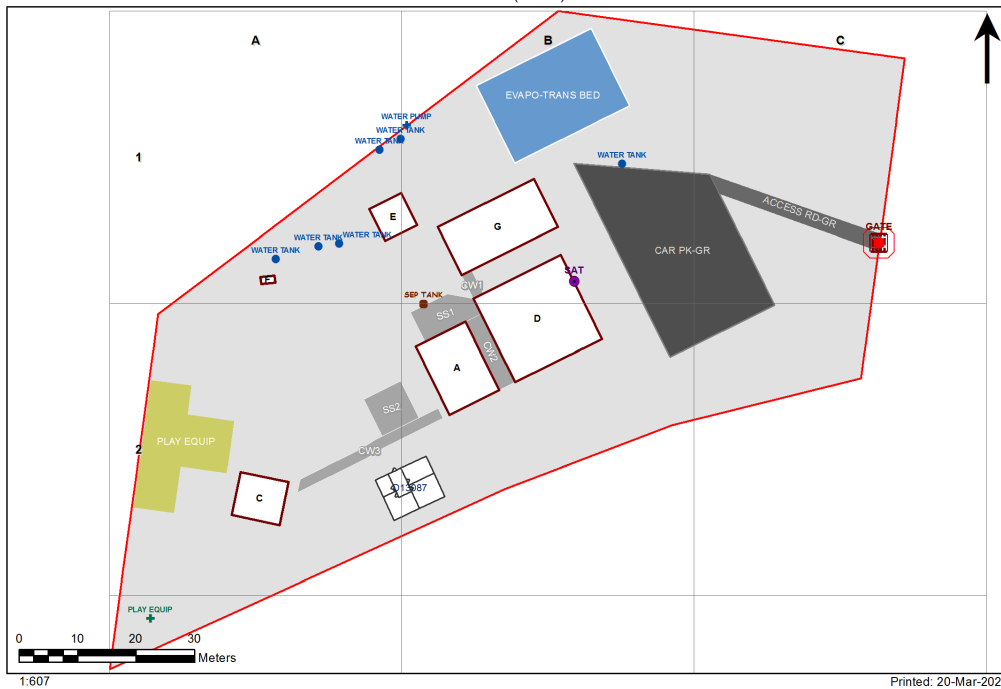 A
B
C
EVAPO-TRANS BED
WATER PUMP
WATER TANK
WATER TANK
1
WATER TANK
E
ACCESS RD-GR
G
GATE
WATER TANK
WATER TANK
CAR PK-GR
WATER TANK
SAT
F
CW1
SEP TANK
SS1
D
CW2
A
SS2
PLAY EQUIP
2
CW3
C
PLAY EQUIP
0 10 20 30
Meters
1:607
Printed: 20-Mar-202